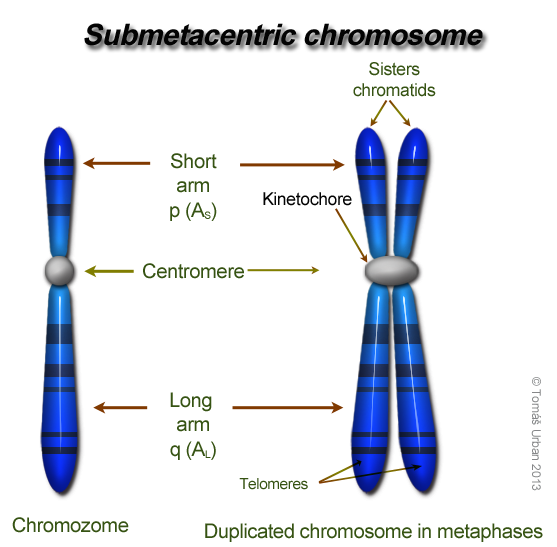 Submetacentric chromosome
Sisters
chromatids
Short
arm
p (AS)
Kinetochore
Centromere
Long
arm
q (AL)
Telomeres
Chromozome
Duplicated chromosome in metaphases
© Tomáš Urban 2013